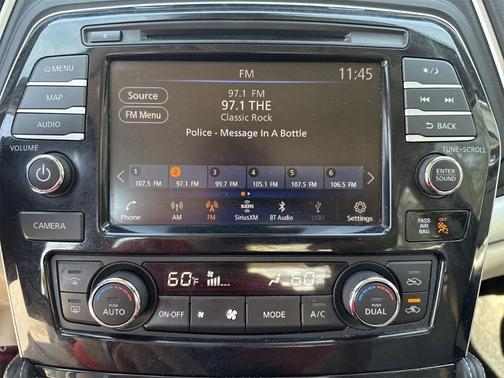 FM
11:45
MENU
Source
97.1 FM
97.1 THE
Classic Rock
MAP
FM Menu
Police - Message In A Bottle
AUDIO
BACK
VOLUME
TUNE•SCROLL
1 2 3 4 5 6
107.5 FM 97.1 FM 99.7 FM 105.1 FM 107.5 FM 106.5 FM
ENTER
SOUND
Phone AM FM SiriusXM BT Audio USB1 Settings
sxm
CAMERA
PASS
AIR
BAG
OFF
60°F
60°F
PUSH
AUTO
ON•OFF
MODE
A/C
PUSH
DUAL